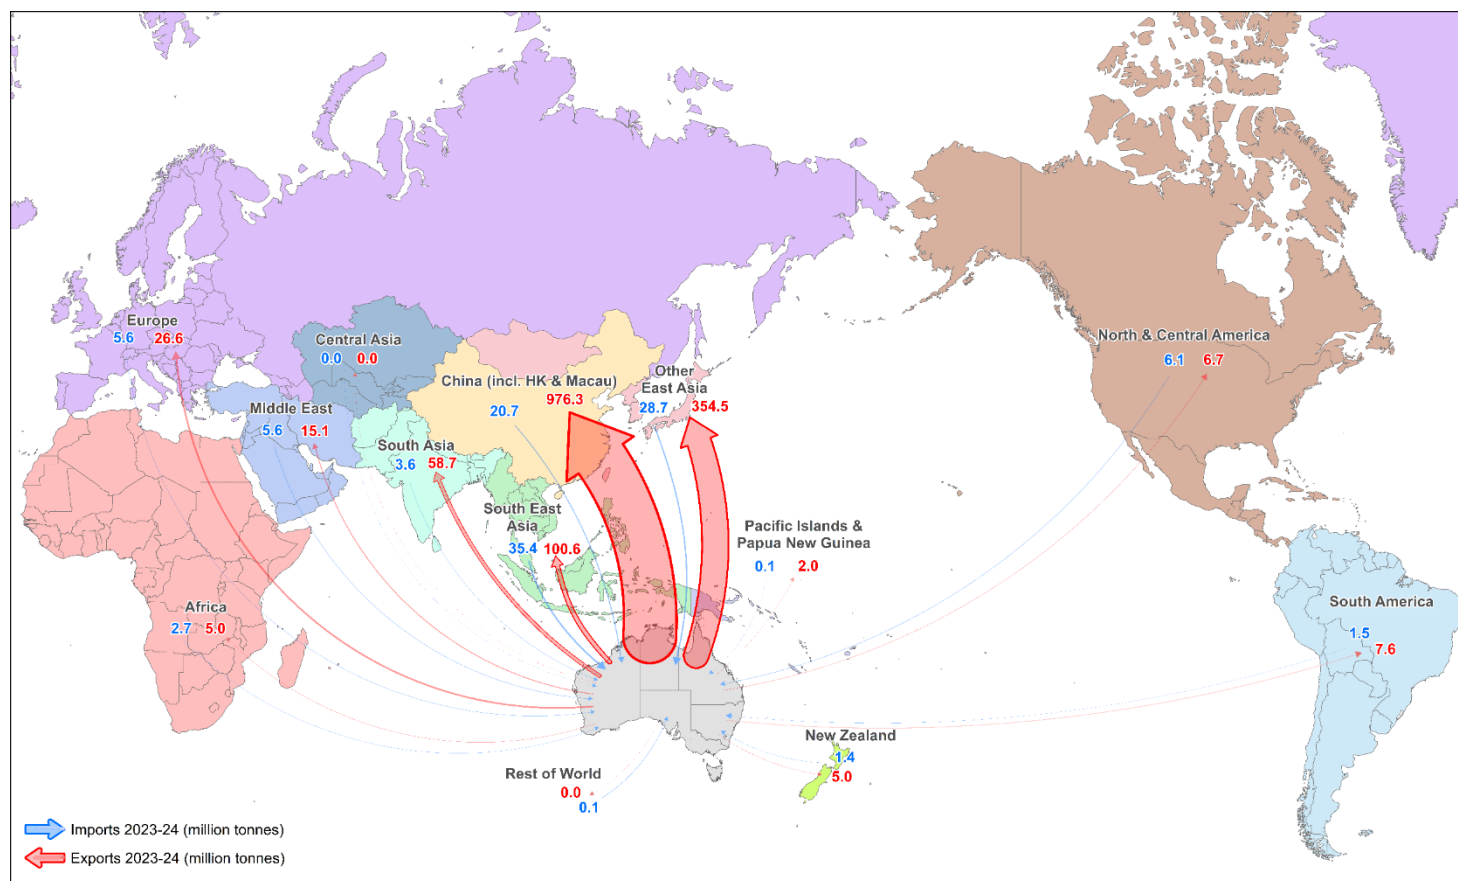 Europe
5.6 26.6
Central Asia
0.0 0.0
China (incl. HK & Macau)
20.7 976.3
Other
East Asia
28.7 354.5
North & Central America
6.1 6.7
Middle East
5.6 15.1
South Asia
3.6 58.7
South East
Asia
35.4 100.6
Pacific Islands &
Papua New Guinea
0.1 2.0
Africa
2.7 5.0
South America
1.5
7.6
New Zealand
1.4
5.0
Rest of World
0.0
0.1
Imports 2023-24 (million tonnes)
Exports 2023-24 (million tonnes)